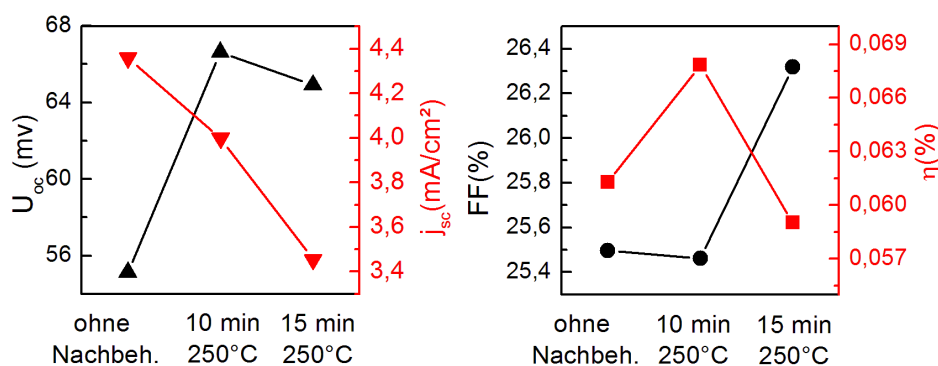 68
64
60
56
U_oc (mv)
4,4
4,2
4,0
3,8
3,6
3,4
j_sc(mA/cm²)
ohne
Nachbeh.
10 min
250°C
15 min
250°C
26,4
26,2
26,0
25,8
25,6
25,4
FF(%)
0,069
0,066
0,063
0,060
0,057
η(%)
ohne
Nachbeh.
10 min
250°C
15 min
250°C